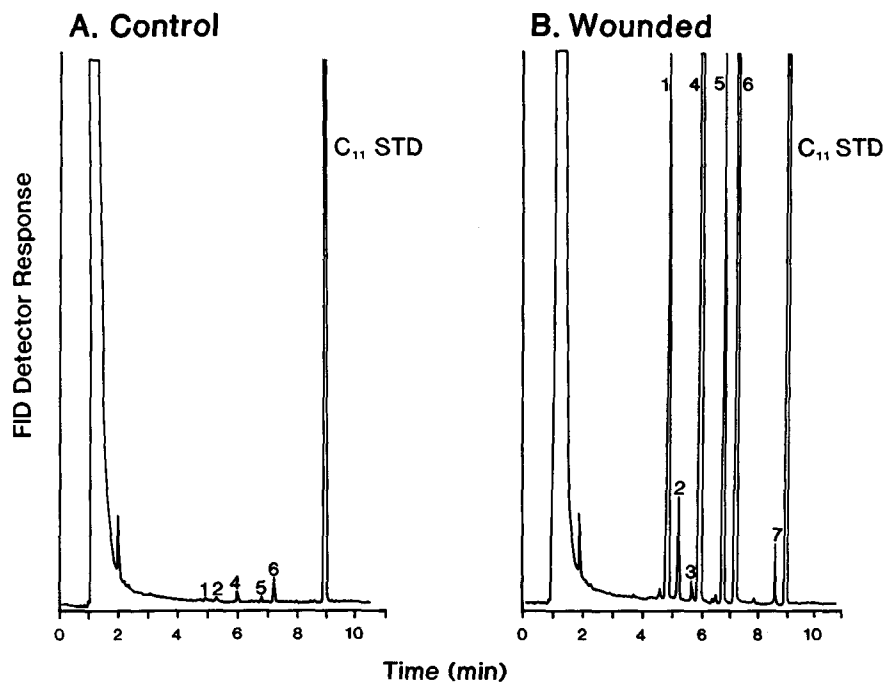 A. Control
B. Wounded
FID Detector Response
C₁₁ STD
1 2 4 5 6
0 2 4 6 8 10
1 4 5 6
C₁₁ STD
2
3
7
0 2 4 6 8 10
Time (min)